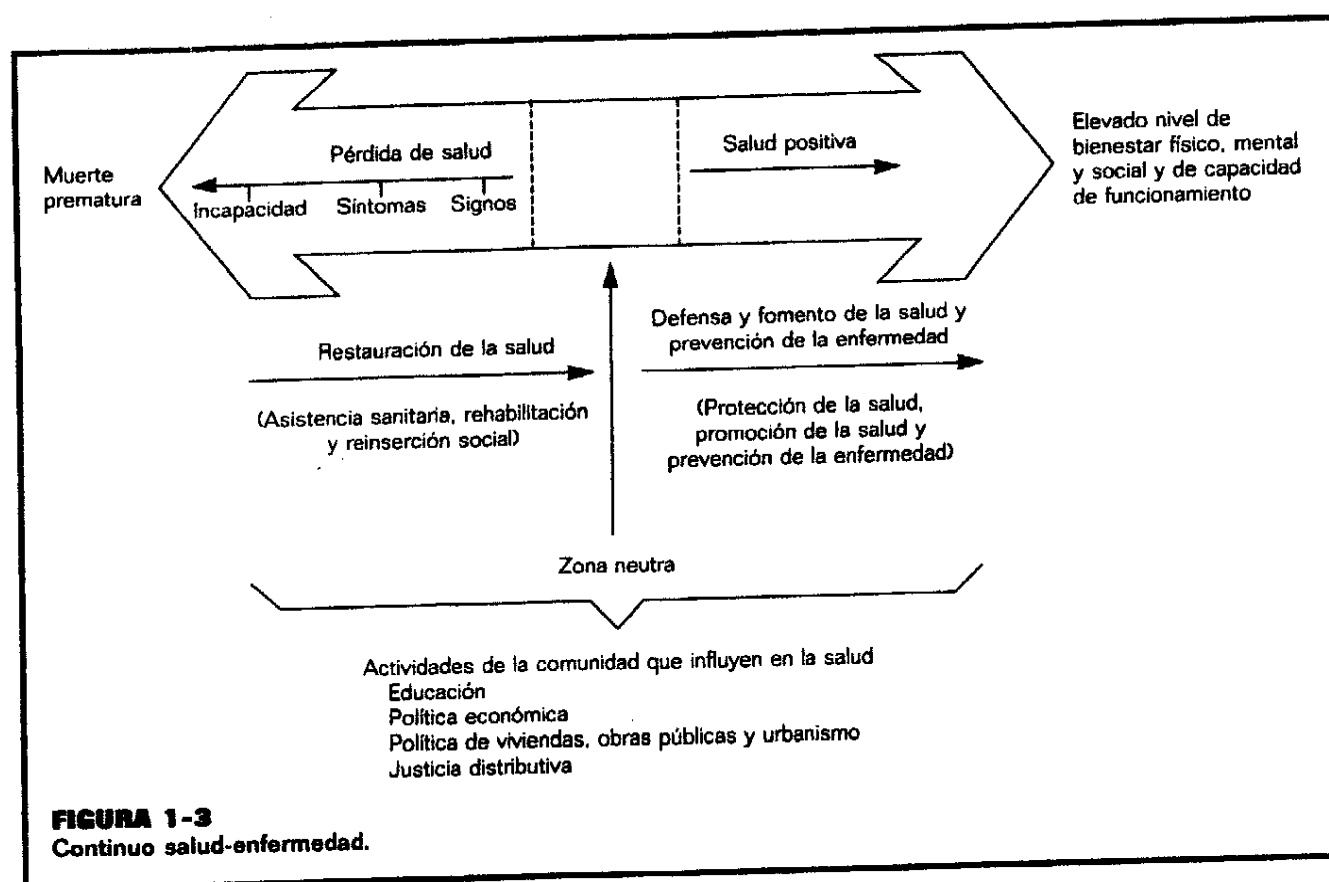 Muerte
prematura
Pérdida de salud
Incapacidad Síntomas Signos
Salud positiva
Elevado nivel de
bienestar físico, mental
y social y de capacidad
de funcionamiento
Restauración de la salud
(Asistencia sanitaria, rehabilitación
y reinserción social)
Defensa y fomento de la salud y
prevención de la enfermedad
(Protección de la salud,
promoción de la salud y
prevención de la enfermedad)
Zona neutra
Actividades de la comunidad que influyen en la salud
Educación
Política económica
Política de viviendas, obras públicas y urbanismo
Justicia distributiva
FIGURA 1-3
Continuo salud-enfermedad.